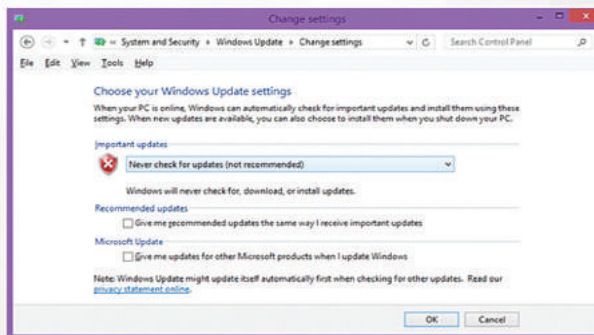 Change settings
System and Security Windows Update Change settings
Search Control Panel
File Edit View Tools Help
Choose your Windows Update settings
When your PC is online, Windows can automatically check for important updates and install them using these
settings. When new updates are available, you can also choose to install them when you shut down your PC.
Important updates
Never check for updates (not recommended)
Windows will never check for, download, or install updates.
Recommended updates
Give me recommended updates the same way I receive important updates
Microsoft Update
Give me updates for other Microsoft products when I update Windows
Note: Windows Update might update itself automatically first when checking for other updates. Read our
privacy statement online.
OK Cancel